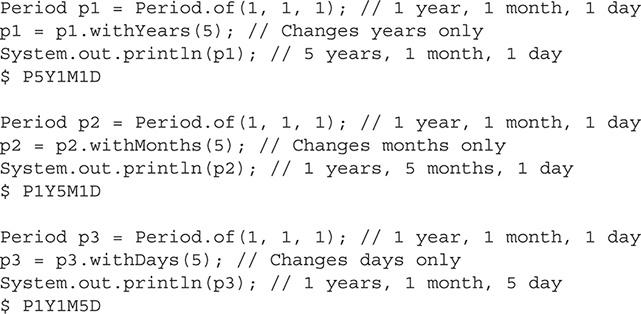 Period p1 = Period.of(1, 1, 1); // 1 year, 1 month, 1 day
p1 = p1.withYears(5); // Changes years only
System.out.println(p1); // 5 years, 1 month, 1 day
$ P5Y1M1D
Period p2 = Period.of(1, 1, 1); // 1 year, 1 month, 1 day
p2 = p2.withMonths(5); // Changes months only
System.out.println(p2); // 1 years, 5 months, 1 day
$ P1Y5M1D
Period p3 = Period.of(1, 1, 1); // 1 year, 1 month, 1 day
p3 = p3.withDays(5); // Changes days only
System.out.println(p3); // 1 years, 1 month, 5 day
$ P1Y1M5D